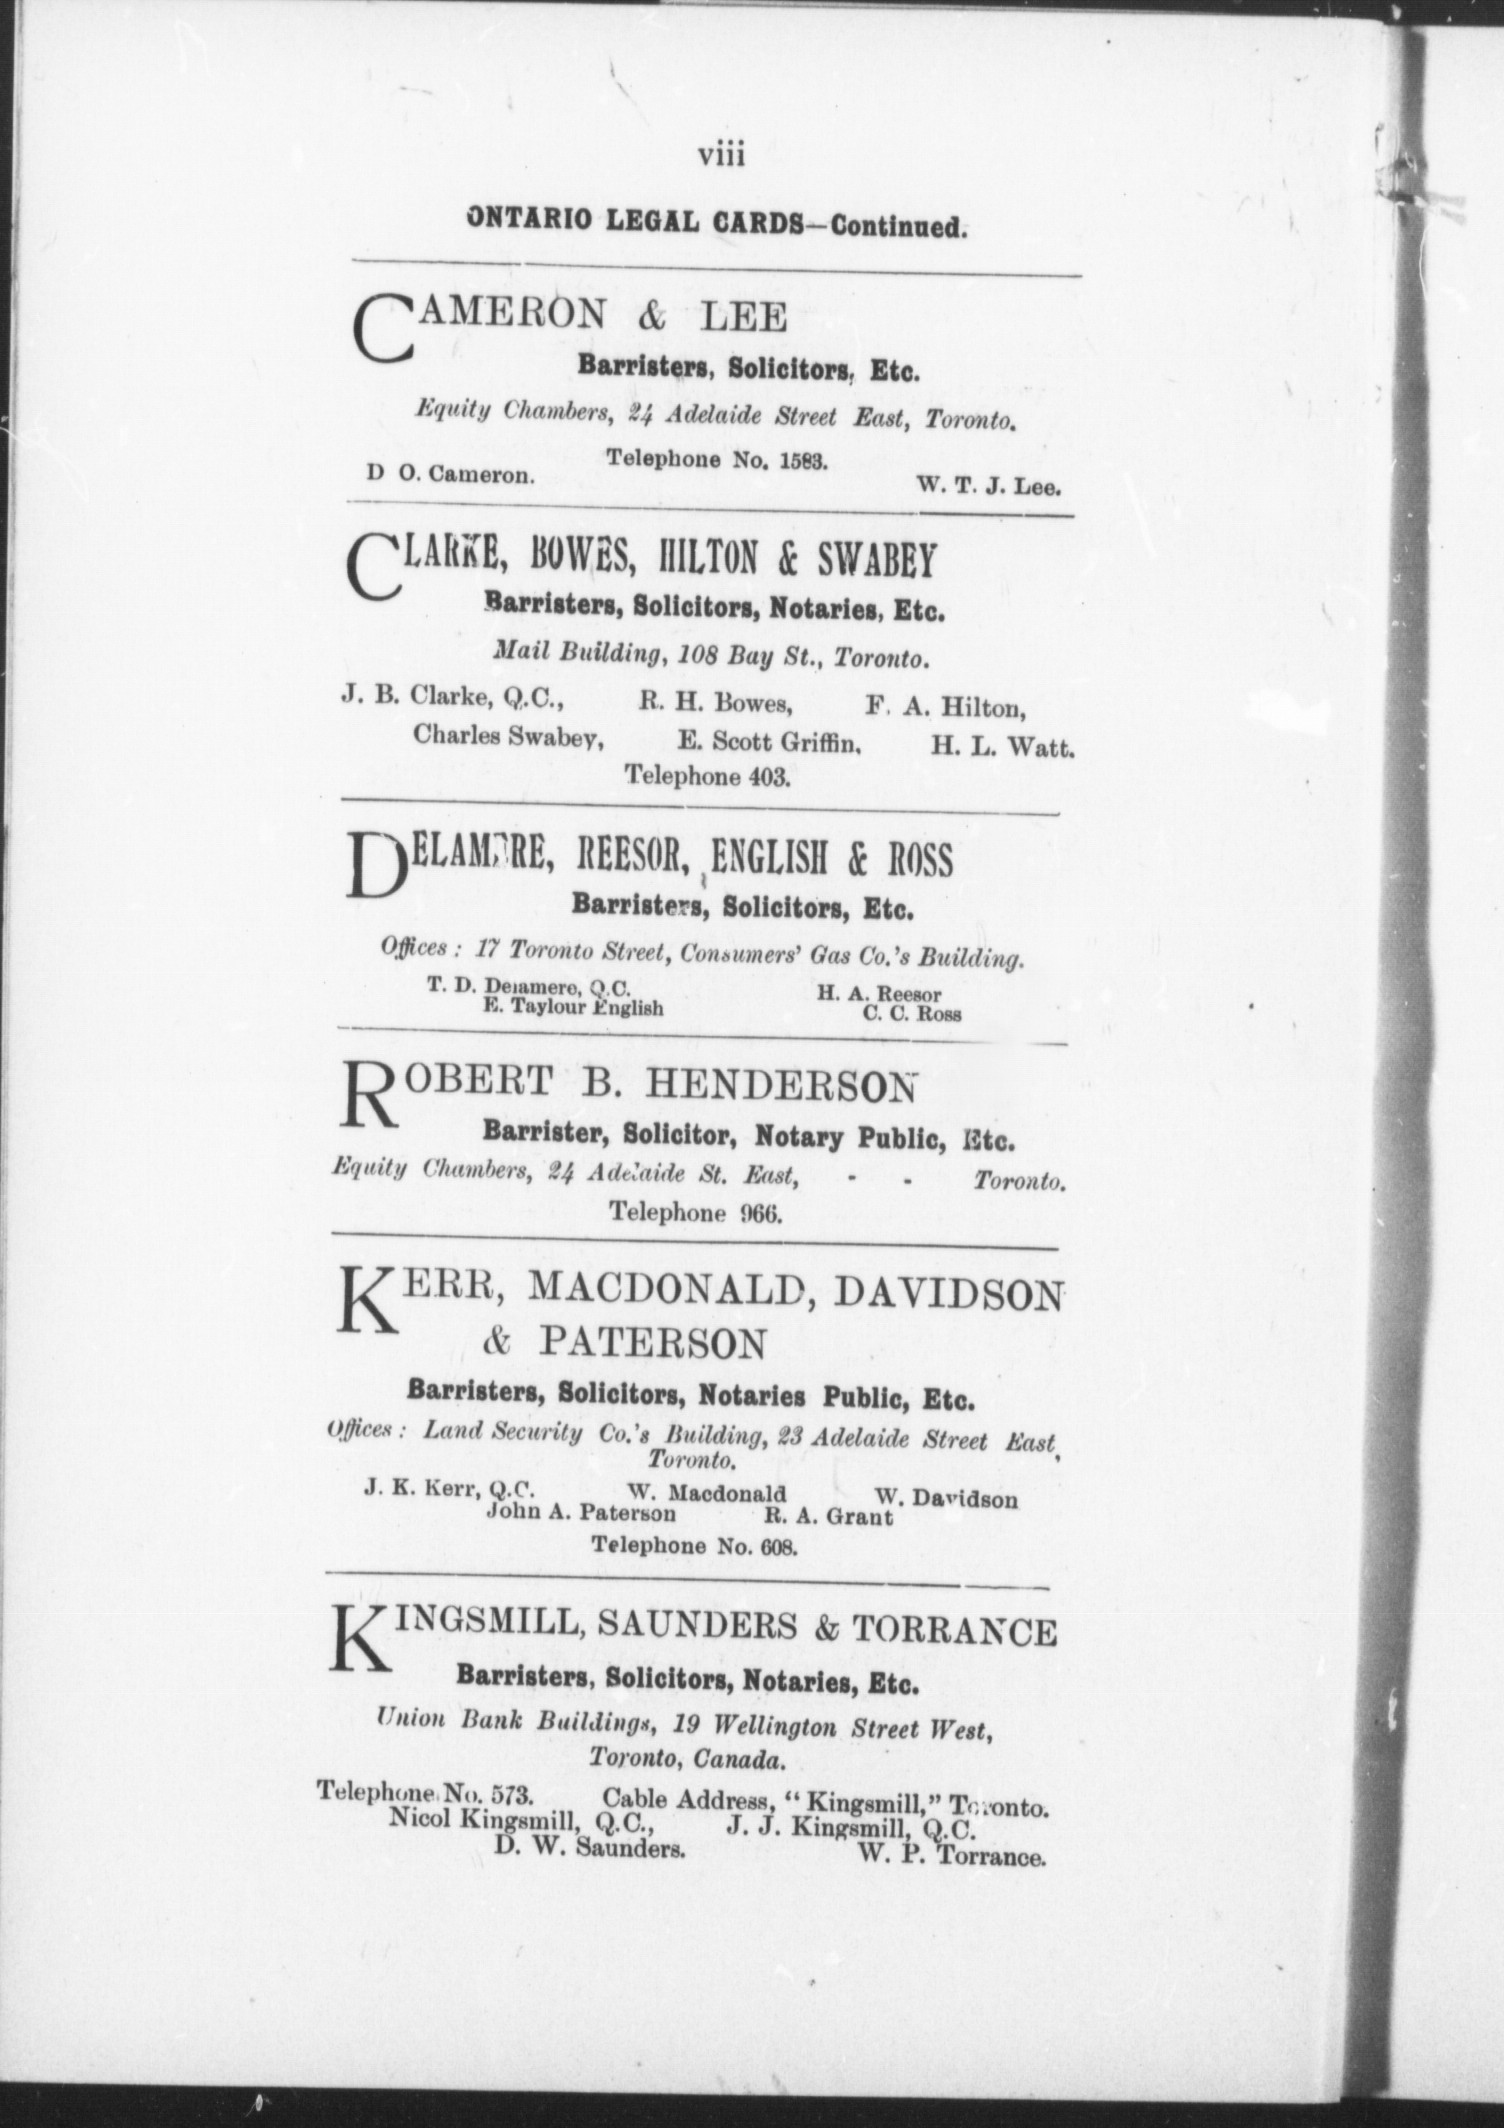 viii
ONTARIO LEGAL CARDS—Continued.
CAMERON & LEE
Barristers, Solicitors, Etc.
Equity Chambers, 24 Adelaide Street East, Toronto.
Telephone No. 1583.
D O. Cameron. W. T. J. Lee.
CLARKE, BOWES, HILTON & SWABEY
Barristers, Solicitors, Notaries, Etc.
Mail Building, 108 Bay St., Toronto.
J. B. Clarke, Q.C., R. H. Bowes, F. A. Hilton,
Charles Swabey, E. Scott Griffin, H. L. Watt.
Telephone 403.
DELAMERE, REESOR, ENGLISH & ROSS
Barristers, Solicitors, Etc.
Offices : 17 Toronto Street, Consumers' Gas Co.'s Building.
T. D. Delamere, Q.C. H. A. Reesor
E. Taylour English C. C. Ross
ROBERT B. HENDERSON
Barrister, Solicitor, Notary Public, Etc.
Equity Chambers, 24 Adelaide St. East, - - Toronto.
Telephone 966.
KERR, MACDONALD, DAVIDSON
& PATERSON
Barristers, Solicitors, Notaries Public, Etc.
Offices : Land Security Co.'s Building, 23 Adelaide Street East,
Toronto.
J. K. Kerr, Q.C. W. Macdonald W. Davidson
John A. Paterson R. A. Grant
Telephone No. 608.
KINGSMILL, SAUNDERS & TORRANCE
Barristers, Solicitors, Notaries, Etc.
Union Bank Buildings, 19 Wellington Street West,
Toronto, Canada.
Telephone No. 573. Cable Address, "Kingsmill," Toronto.
Nicol Kingsmill, Q.C., J. J. Kingsmill, Q.C.
D. W. Saunders. W. P. Torrance.